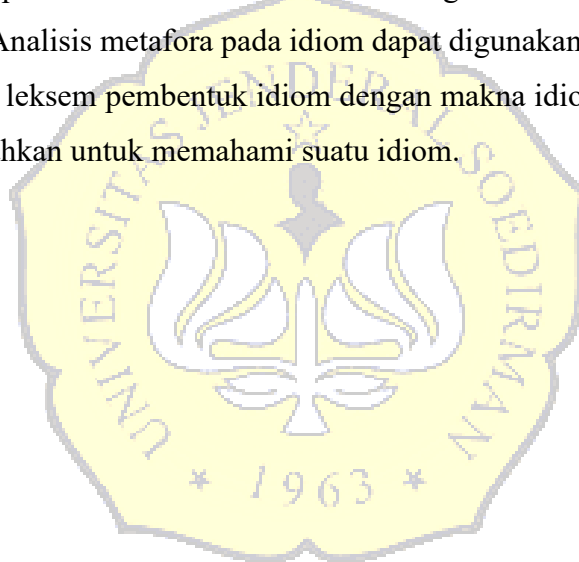 Analisis metafora pada idiom dapat digunakan
leksem pembentuk idiom dengan makna idio
hkan untuk memahami suatu idiom.
UNIVERSITAS JENDERAL SOEDIRMAN
* 1963 *